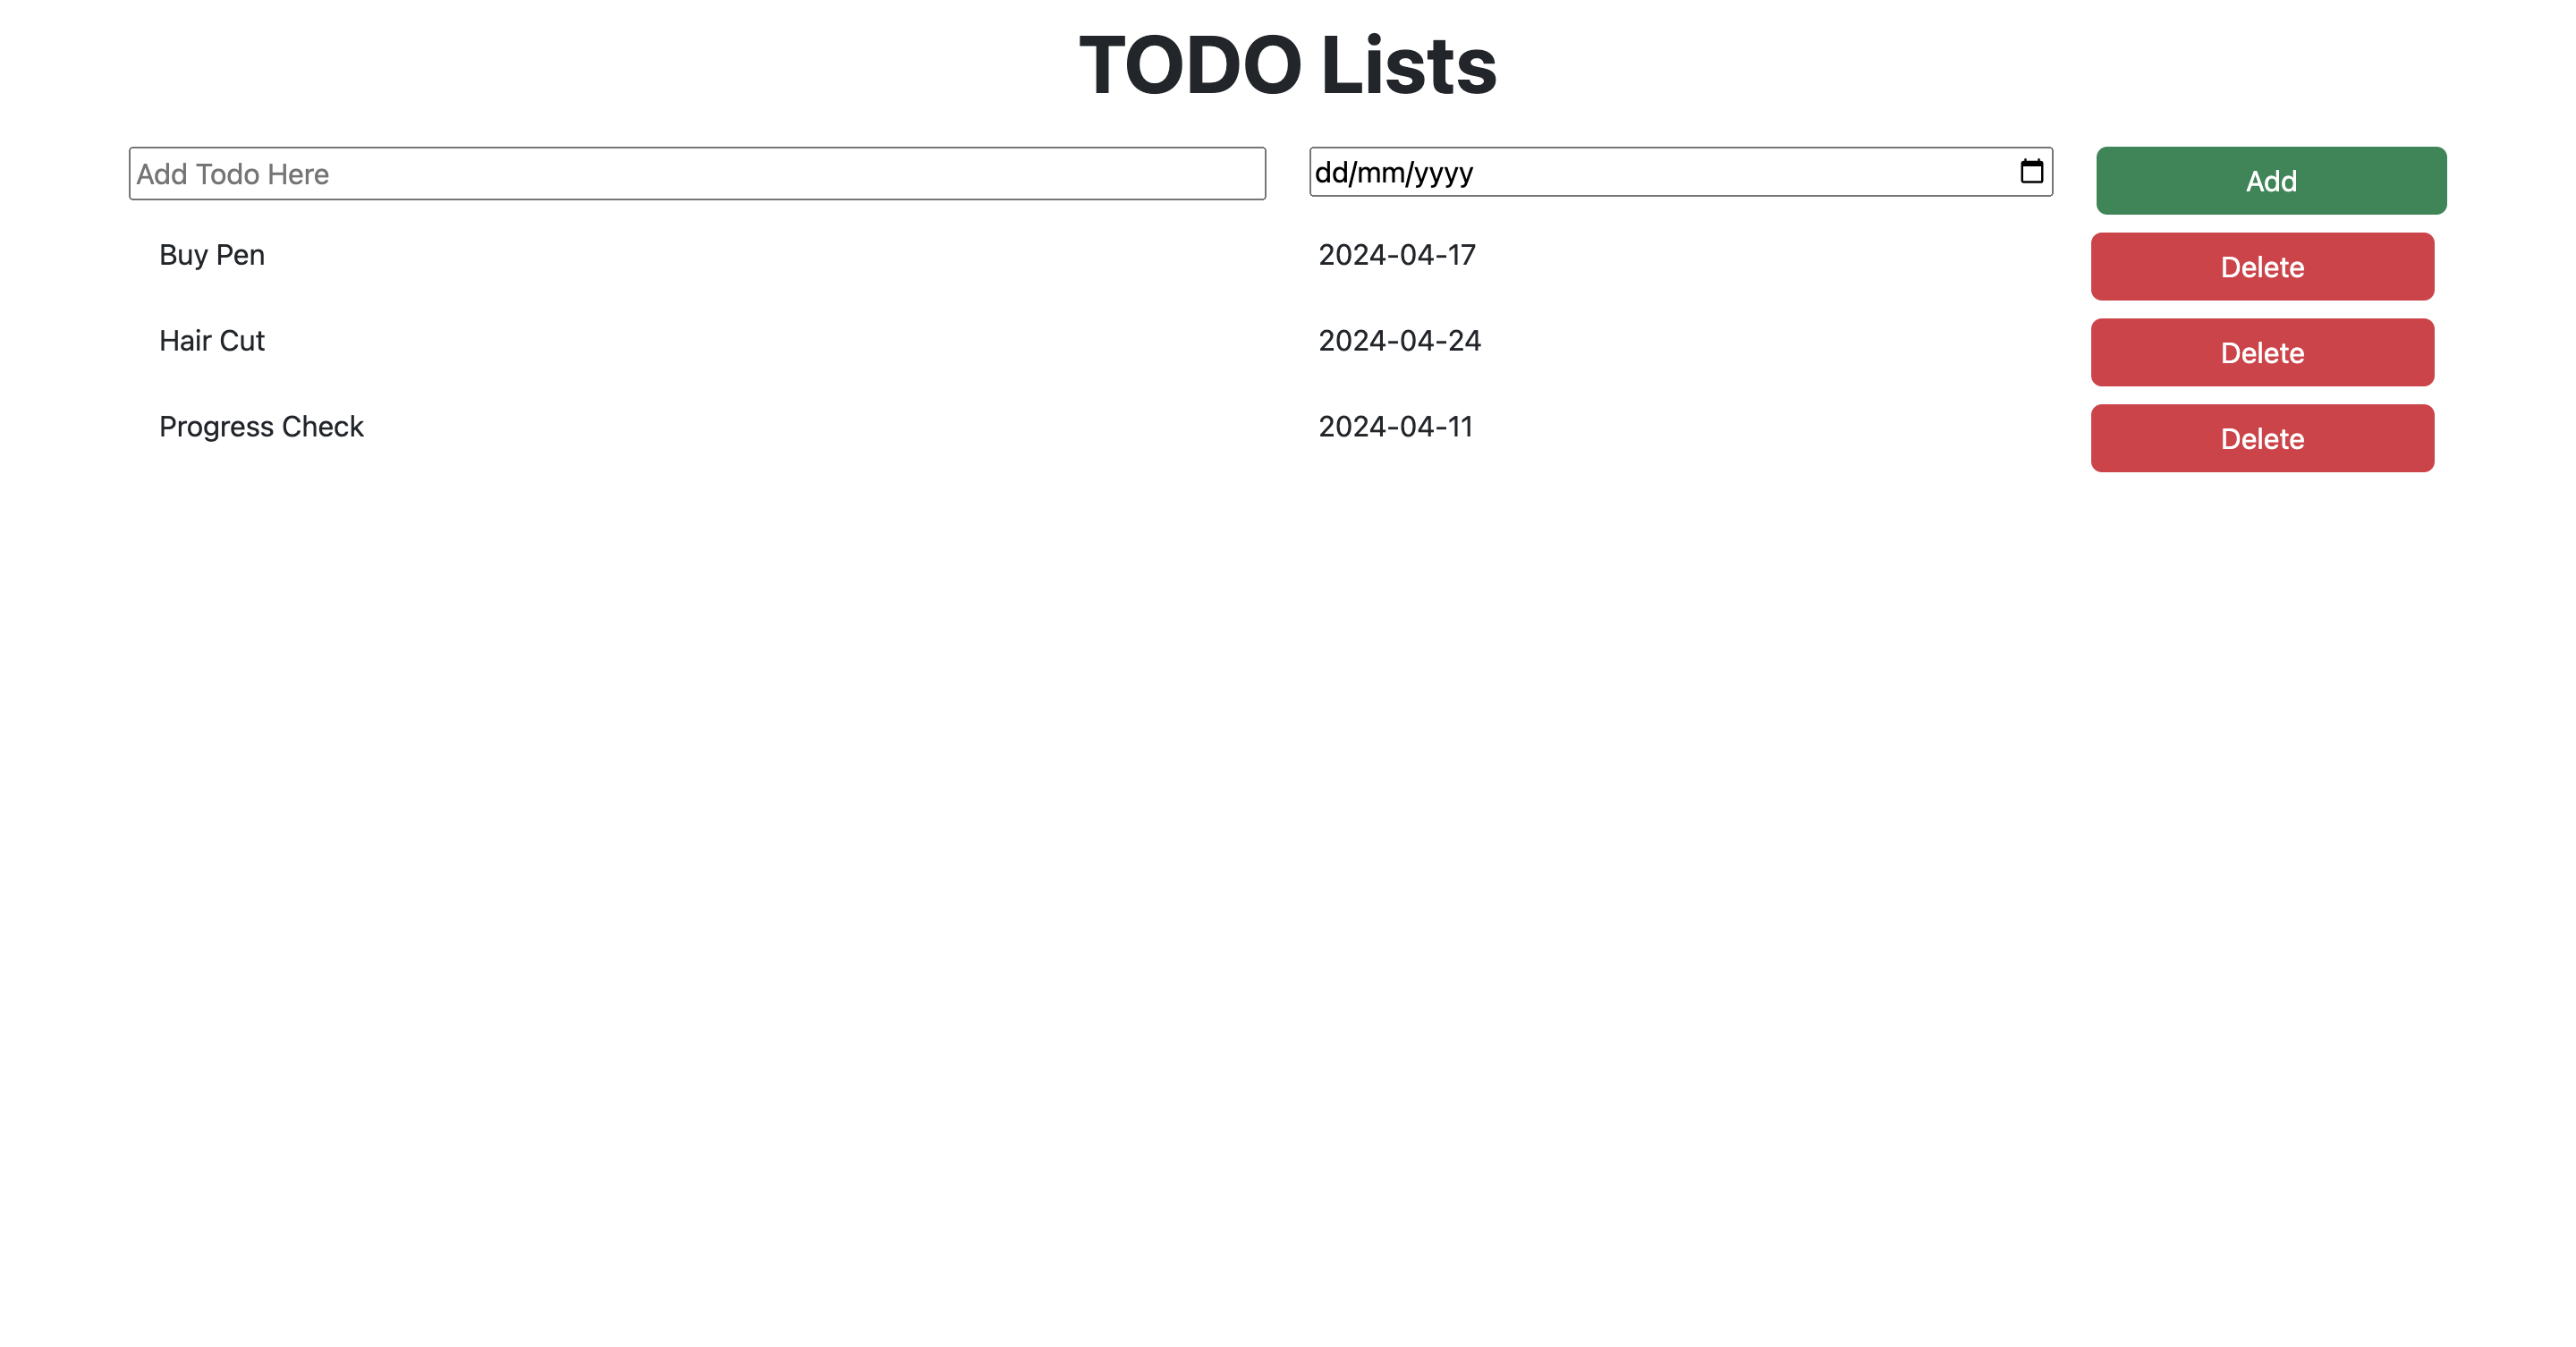 TODO Lists
Add Todo Here dd/mm/yyyy Add
Buy Pen 2024-04-17 Delete
Hair Cut 2024-04-24 Delete
Progress Check 2024-04-11 Delete